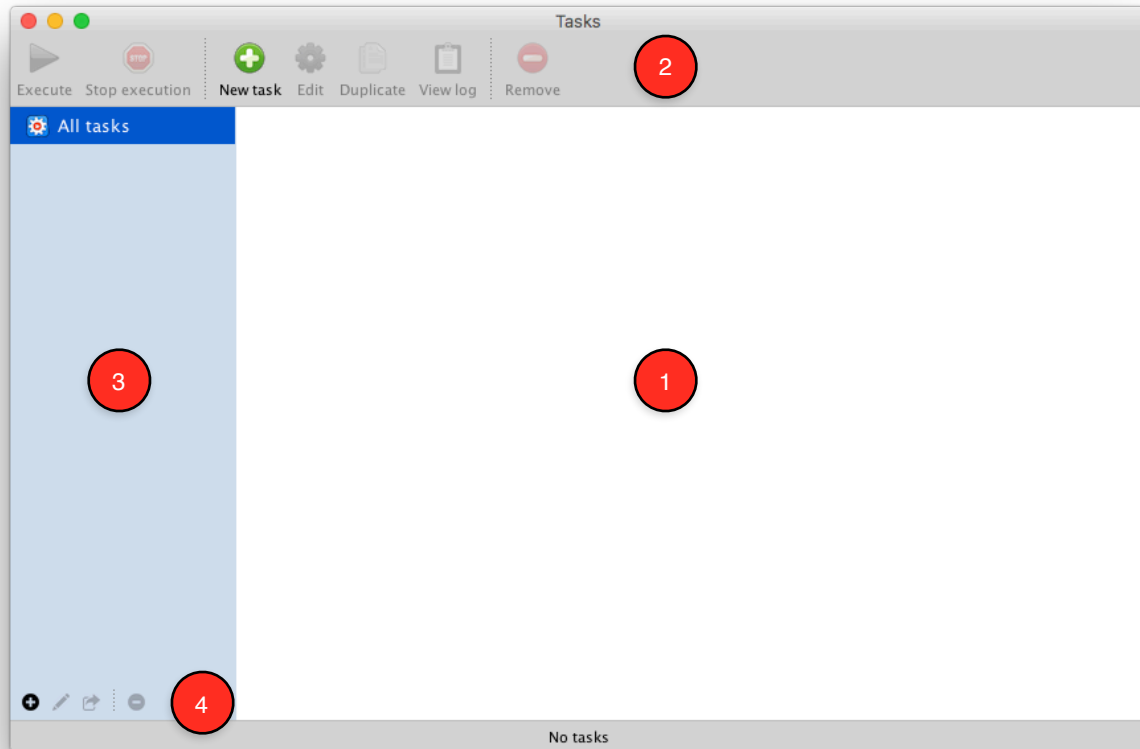 Tasks
2
STOP
Execute Stop execution New task Edit Duplicate View log Remove
All tasks
3 1
4
No tasks